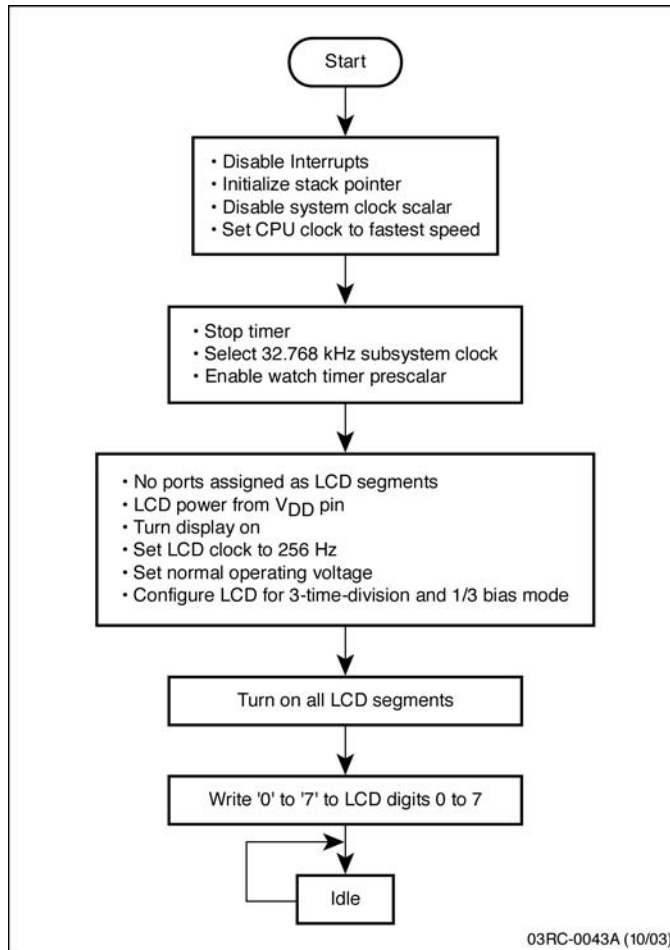 Start
• Disable Interrupts
• Initialize stack pointer
• Disable system clock scalar
• Set CPU clock to fastest speed
• Stop timer
• Select 32.768 kHz subsystem clock
• Enable watch timer prescalar
• No ports assigned as LCD segments
• LCD power from VDD pin
• Turn display on
• Set LCD clock to 256 Hz
• Set normal operating voltage
• Configure LCD for 3-time-division and 1/3 bias mode
Turn on all LCD segments
Write '0' to '7' to LCD digits 0 to 7
Idle
03RC-0043A (10/03)